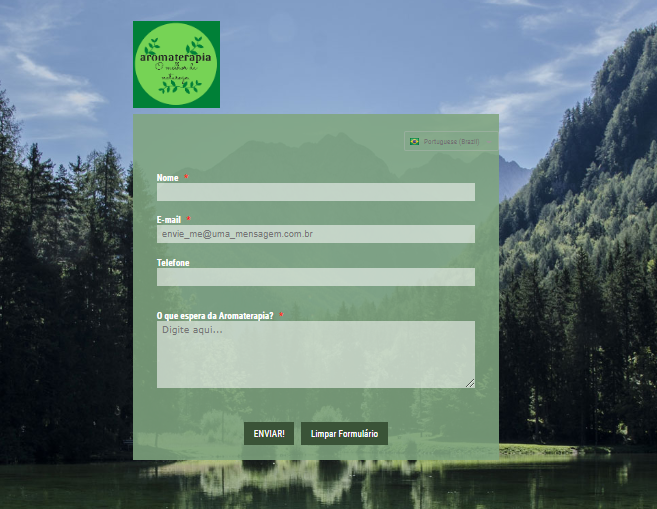 aromaterapia
O melhor da
natureza
Portuguese (Brazil)
Nome *
E-mail *
envie_me@uma_mensagem.com.br
Telefone
O que espera da Aromaterapia? *
Digite aqui...
ENVIAR!
Limpar Formulário